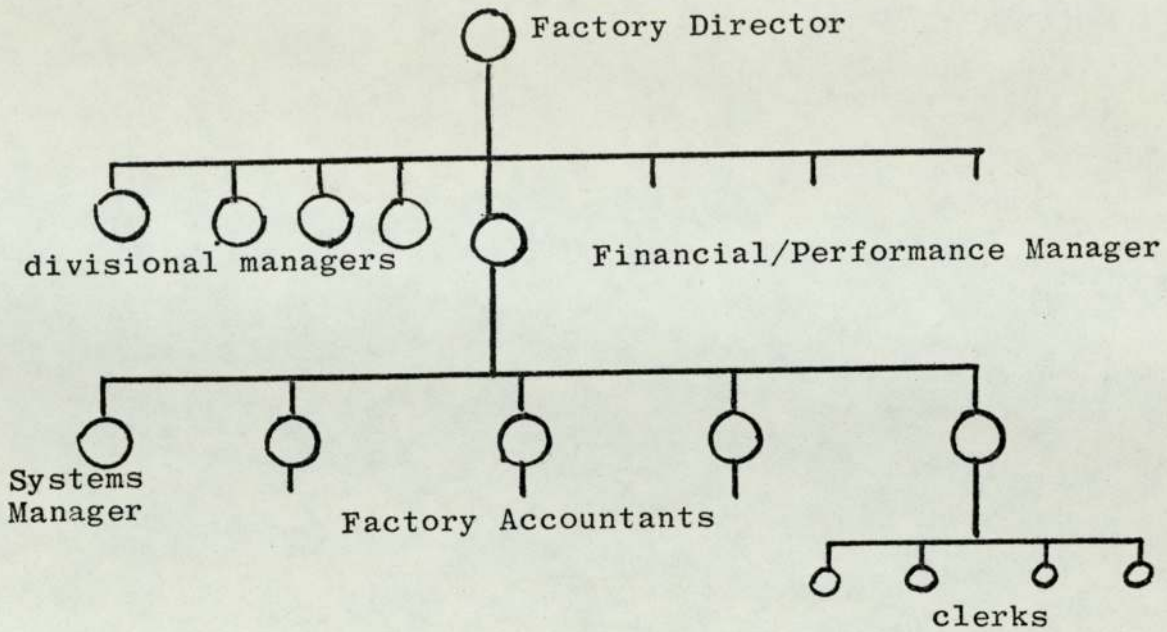 Factory Director
divisional managers
Financial/Performance Manager
Systems
Manager
Factory Accountants
clerks